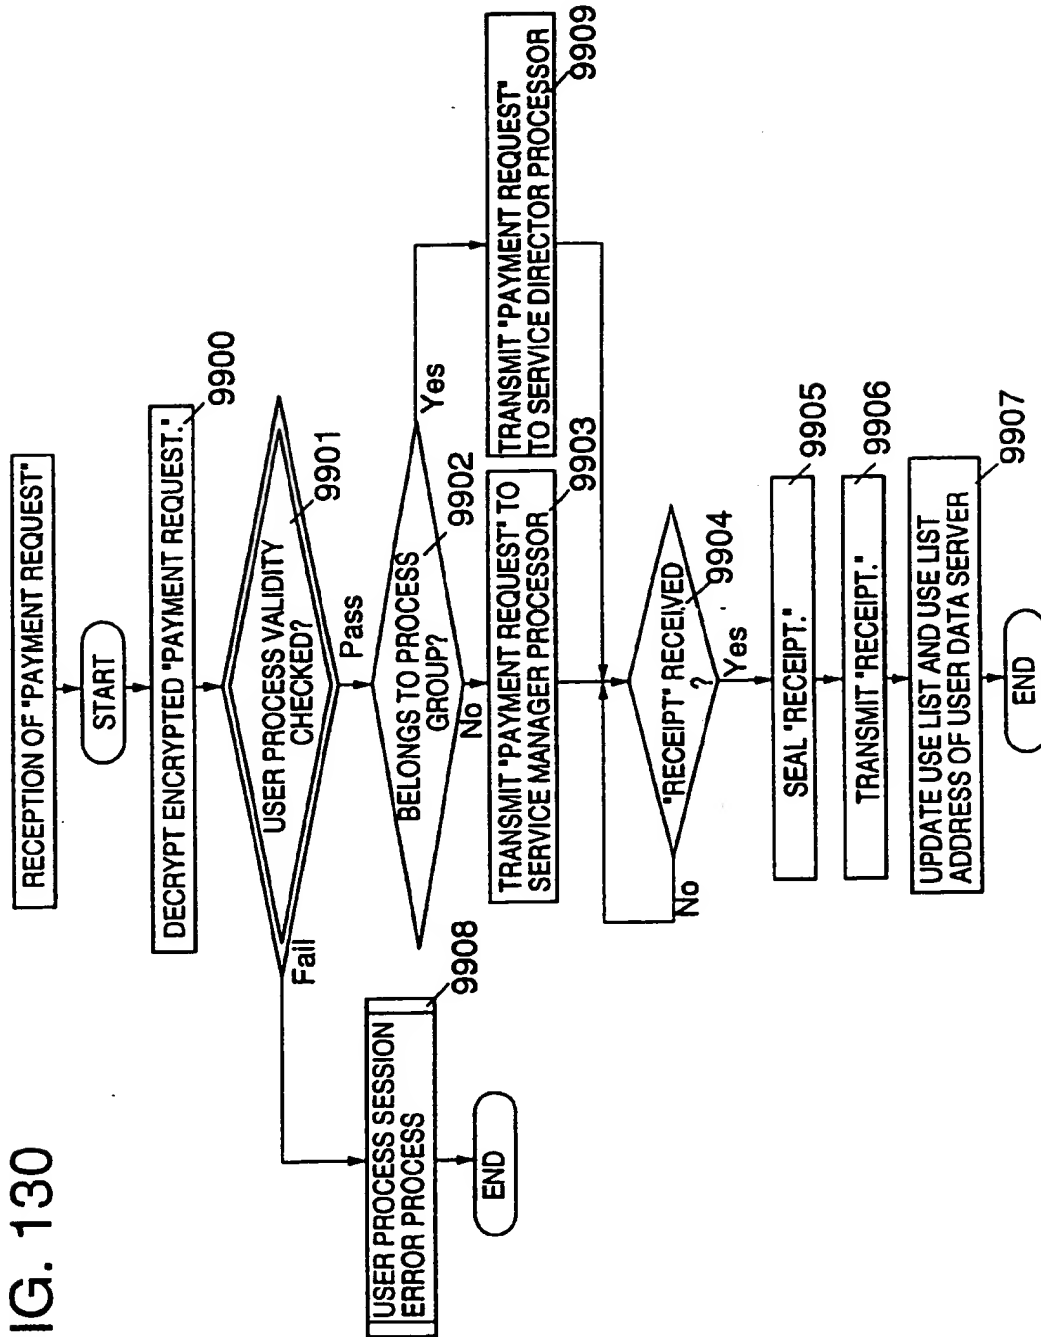 IG. 130
RECEPTION OF "PAYMENT REQUEST"
START
DECRYPT ENCRYPTED "PAYMENT REQUEST."
9900
USER PROCESS VALIDITY
CHECKED?
9901
Fail
Pass
USER PROCESS SESSION
ERROR PROCESS
9908
END
BELONGS TO PROCESS
GROUP?
9902
Yes
No
TRANSMIT "PAYMENT REQUEST" TO
SERVICE MANAGER PROCESSOR
9903
TRANSMIT "PAYMENT REQUEST"
TO SERVICE DIRECTOR PROCESSOR
9909
"RECEIPT" RECEIVED
?
9904
No
Yes
SEAL "RECEIPT."
9905
TRANSMIT "RECEIPT."
9906
UPDATE USE LIST AND USE LIST
ADDRESS OF USER DATA SERVER
9907
END